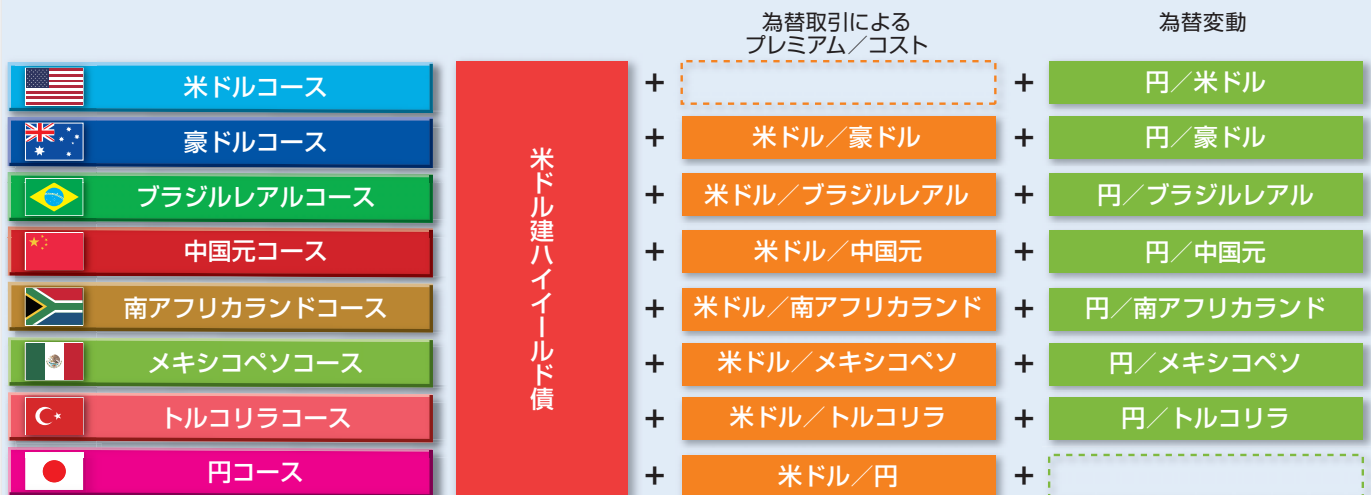 為替取引による
プレミアム／コスト
為替変動
米ドルコース
+
+
円／米ドル
豪ドルコース
+
米ドル／豪ドル
+
円／豪ドル
ブラジルレアルコース
+
米ドル／ブラジルレアル
+
円／ブラジルレアル
中国元コース
+
米ドル／中国元
+
円／中国元
南アフリカランドコース
+
米ドル／南アフリカランド
+
円／南アフリカランド
メキシコペソコース
+
米ドル／メキシコペソ
+
円／メキシコペソ
トルコリラコース
+
米ドル／トルコリラ
+
円／トルコリラ
円コース
+
米ドル／円
+
米ドル建ハイイールド債